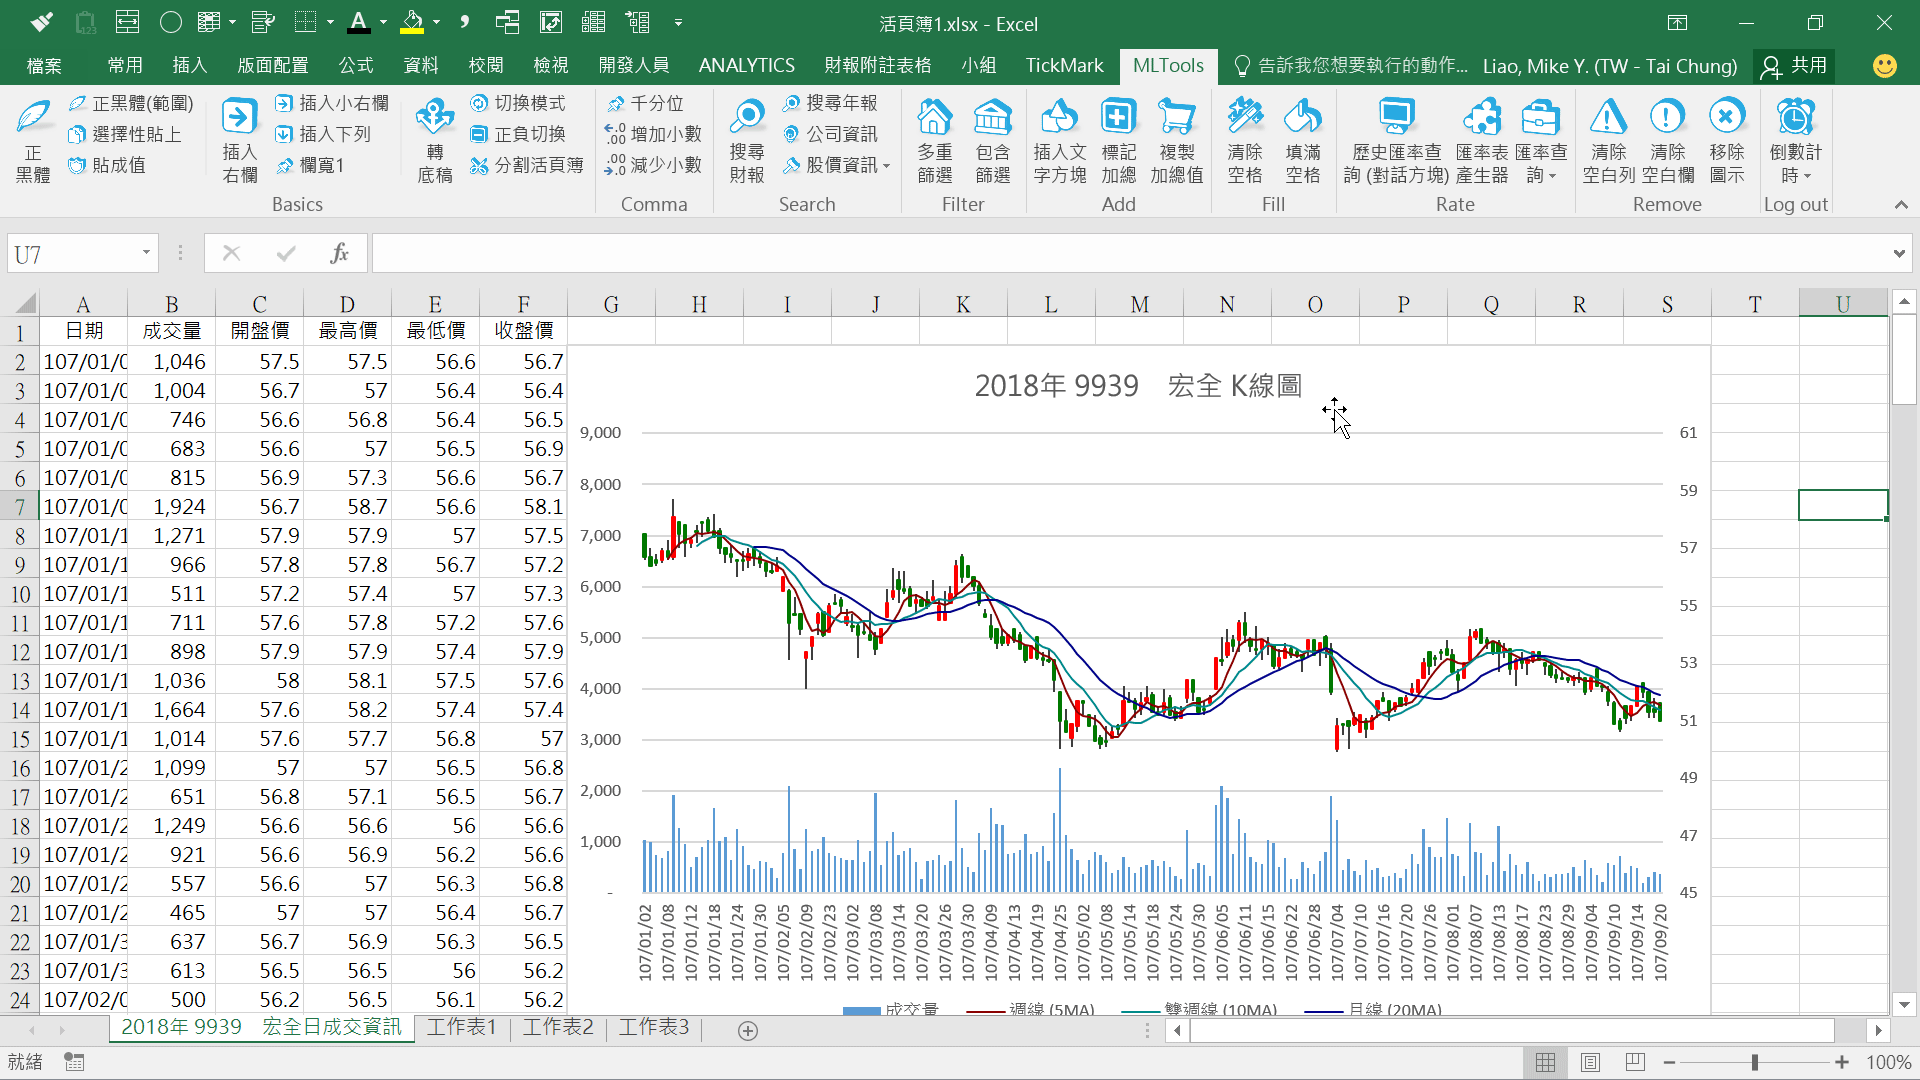 活頁簿1.xlsx - Excel
檔案 常用 插入 版面配置 公式 資料 校閱 檢視 開發人員 ANALYTICS 財報附註表格 小組 TickMark MLTools 告訴我您想要執行的動作... Liao, Mike Y. (TW - Tai Chung) 共用
正黑體
正黑體(範圍)
選擇性貼上
貼成值
插入右欄
插入小右欄
插入下列
欄寬1
轉底稿
切換模式
正負切換
分割活頁簿
千分位
增加小數
減少小數
搜尋財報
搜尋年報
公司資訊
股價資訊
多重篩選
包含篩選
插入文字方塊
標記加總
複製加總值
清除空格
填滿空格
歷史匯率查詢 (對話方塊)
匯率表產生器
匯率查詢
清除空白列
清除空白欄
移除圖示
倒數計時
Basics Comma Search Filter Add Fill Rate Remove Log out
U7 fx
A B C D E F G H I J K L M N O P Q R S T U
1 日期 成交量 開盤價 最高價 最低價 收盤價
2 107/01/0 1,046 57.5 57.5 56.6 56.7
3 107/01/0 1,004 56.7 57 56.4 56.4
4 107/01/0 746 56.6 56.8 56.4 56.5
5 107/01/0 683 56.6 57 56.5 56.9
6 107/01/0 815 56.9 57.3 56.6 56.7
7 107/01/0 1,924 56.7 58.7 56.6 58.1
8 107/01/1 1,271 57.9 57.9 57 57.5
9 107/01/1 966 57.8 57.8 56.7 57.2
10 107/01/1 511 57.2 57.4 57 57.3
11 107/01/1 711 57.6 57.8 57.2 57.6
12 107/01/1 898 57.9 57.9 57.4 57.9
13 107/01/1 1,036 58 58.1 57.5 57.6
14 107/01/1 1,664 57.6 58.2 57.4 57.4
15 107/01/1 1,014 57.6 57.7 56.8 57
16 107/01/2 1,099 57 57 56.5 56.8
17 107/01/2 651 56.8 57.1 56.5 56.7
18 107/01/2 1,249 56.6 56.6 56 56.6
19 107/01/2 921 56.6 56.9 56.2 56.6
20 107/01/2 557 56.6 57 56.3 56.8
21 107/01/2 465 57 57 56.4 56.7
22 107/01/3 637 56.7 56.9 56.3 56.5
23 107/01/3 613 56.5 56.5 56 56.2
24 107/02/0 500 56.2 56.5 56.1 56.2
2018年 9939 宏全 K線圖
9,000
8,000
7,000
6,000
5,000
4,000
3,000
2,000
1,000
-
61
59
57
55
53
51
49
47
45
107/01/02 107/01/08 107/01/12 107/01/18 107/01/24 107/01/30 107/02/05 107/02/09 107/02/23 107/03/02 107/03/08 107/03/14 107/03/20 107/03/26 107/03/30 107/04/09 107/04/13 107/04/19 107/04/25 107/05/02 107/05/08 107/05/14 107/05/18 107/05/24 107/05/30 107/06/05 107/06/11 107/06/15 107/06/22 107/06/28 107/07/04 107/07/10 107/07/16 107/07/20 107/07/26 107/08/01 107/08/07 107/08/13 107/08/17 107/08/23 107/08/29 107/09/04 107/09/10 107/09/14 107/09/20
成交量 週線 (5MA) 雙週線 (10MA) 月線 (20MA)
2018年 9939 宏全日成交資訊 工作表1 工作表2 工作表3
就緒 100%